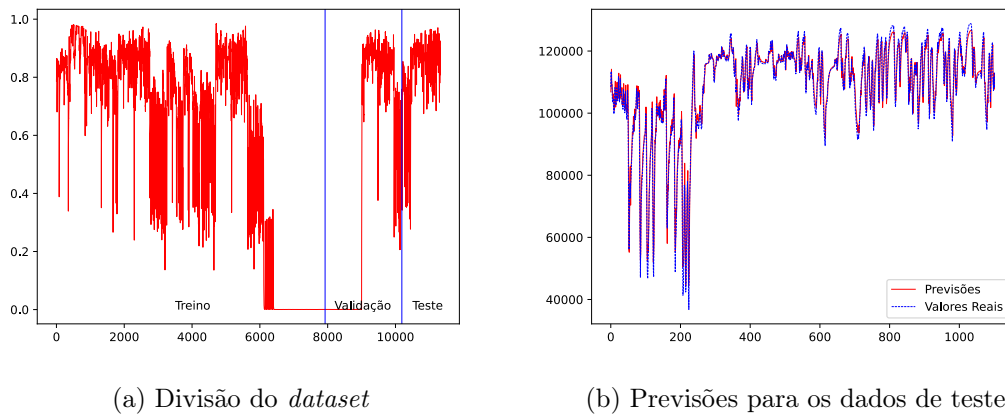 1.0
0.8
0.6
0.4
0.2
0.0
Treino
Validação
Teste
0 2000 4000 6000 8000 10000
(a) Divisão do dataset
120000
100000
80000
60000
40000
Previsões
Valores Reais
0 200 400 600 800 1000
(b) Previsões para os dados de teste